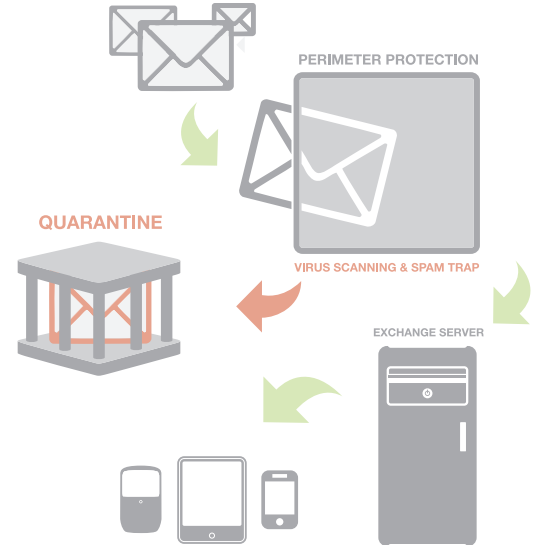 PERIMETER PROTECTION
QUARANTINE
VIRUS SCANNING & SPAM TRAP
EXCHANGE SERVER